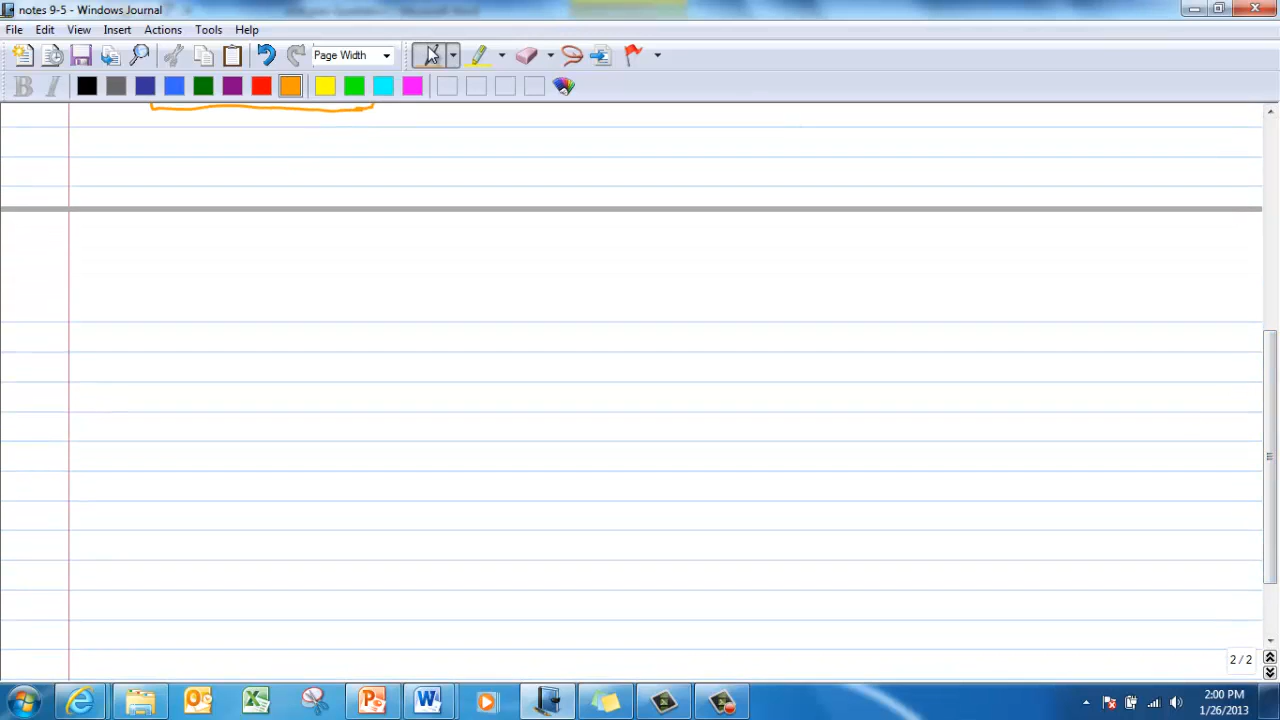 notes 9-5 - Windows Journal
File Edit View Insert Actions Tools Help
Page Width
B I
2 / 2
2:00 PM
1/26/2013